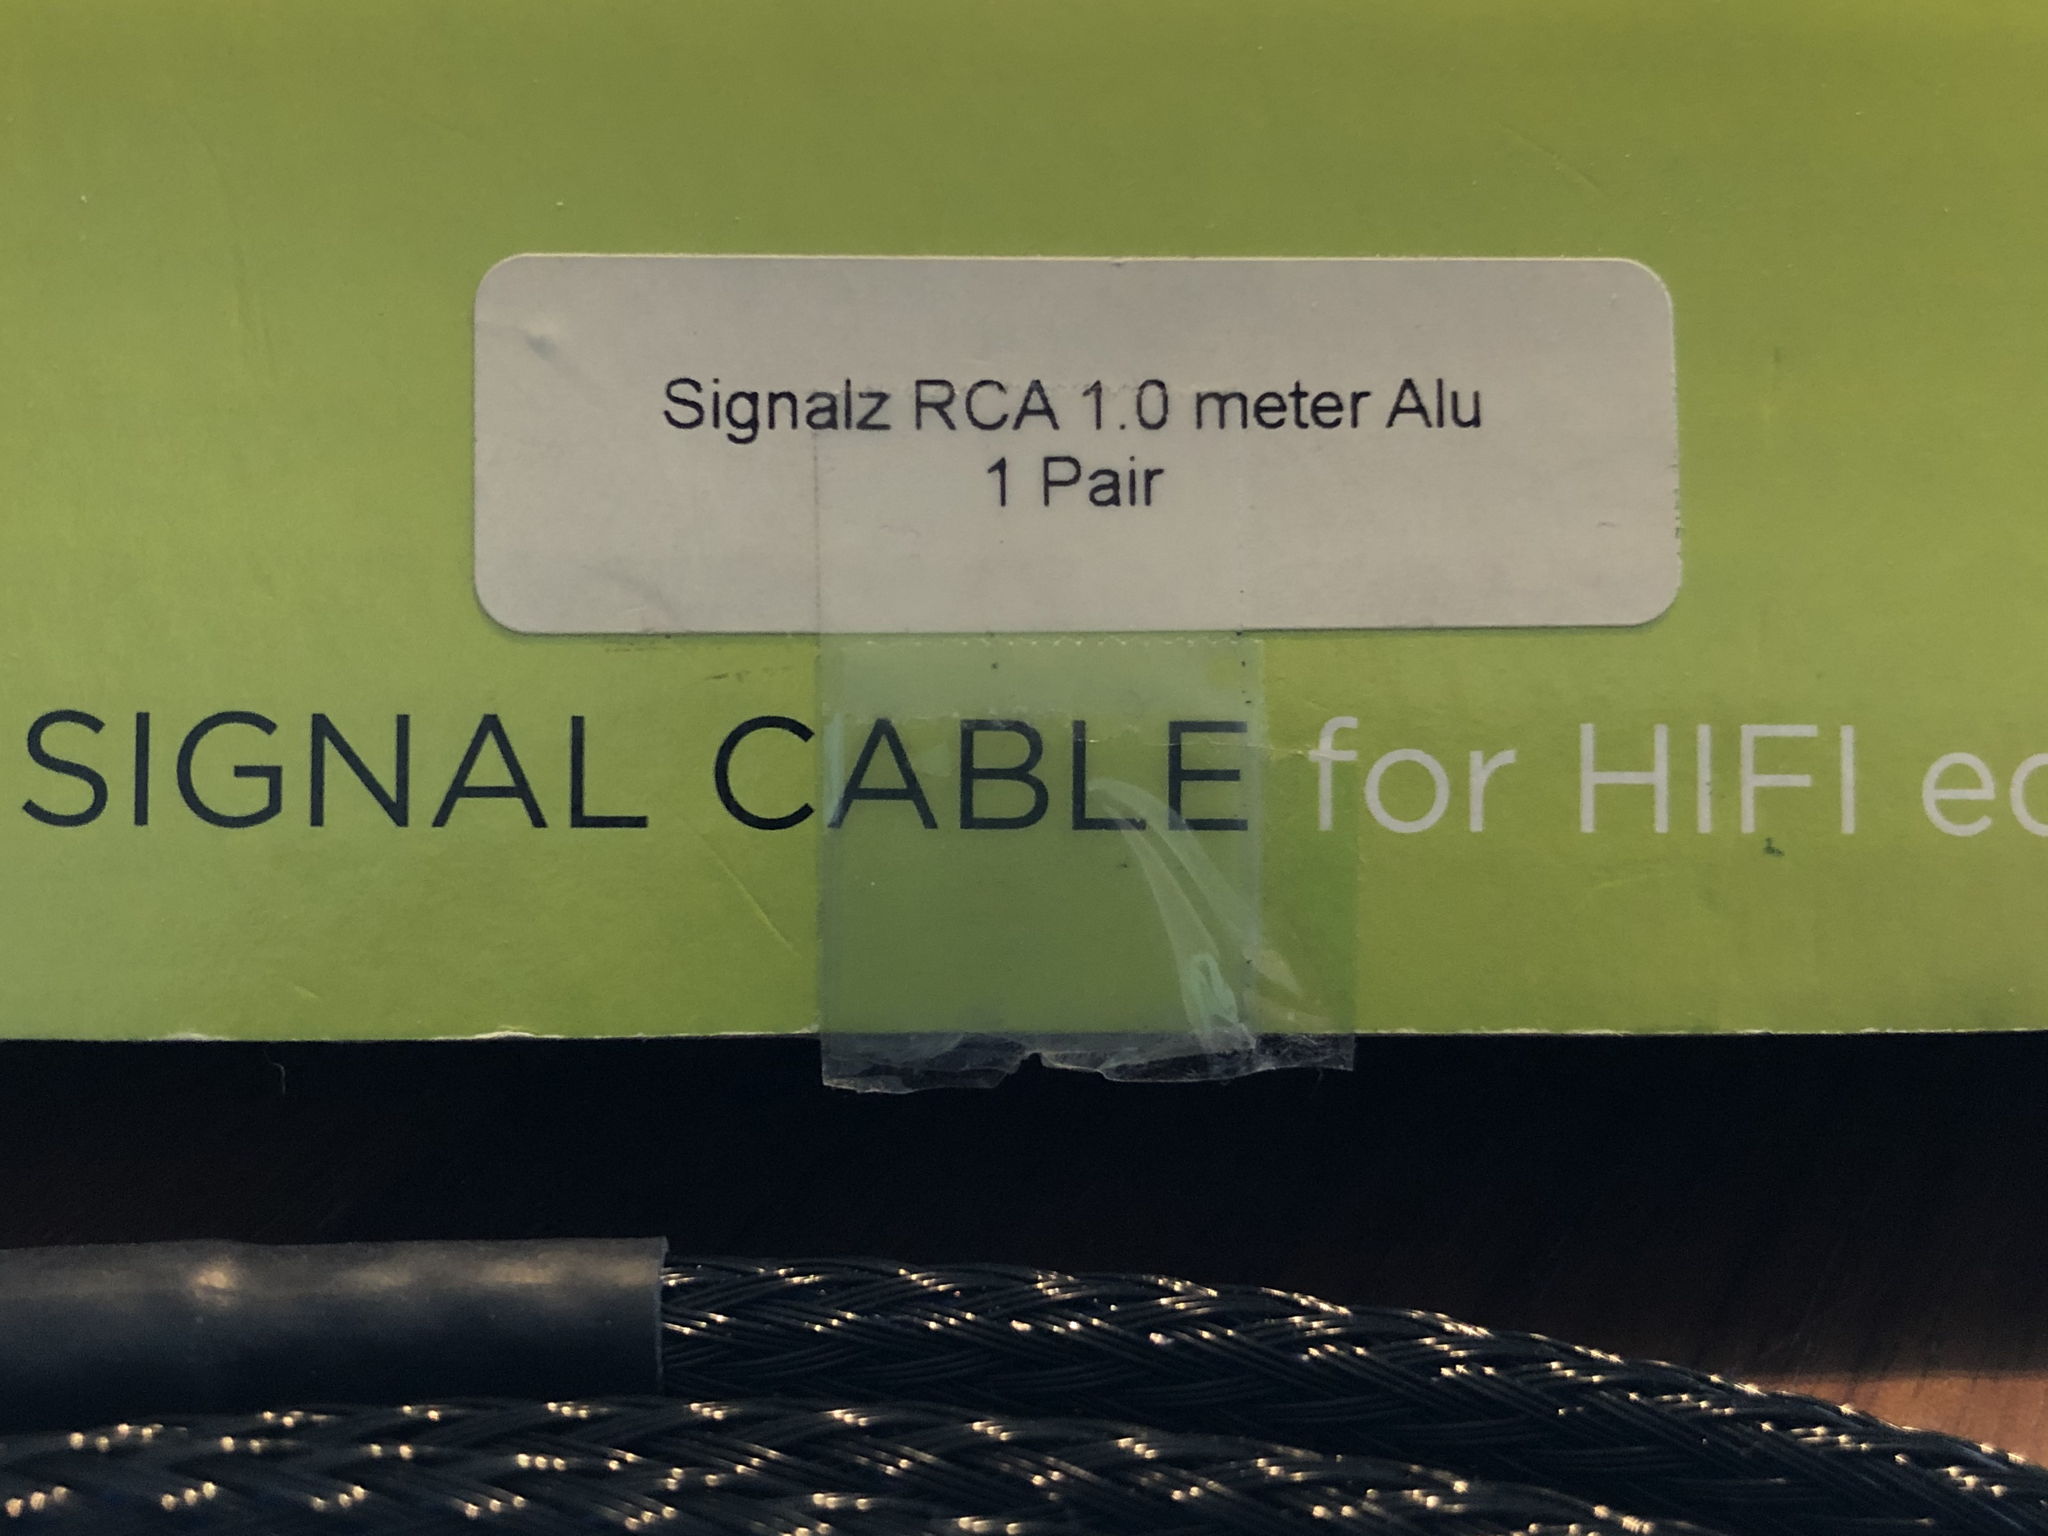 Signalz RCA 1.0 meter Alu
1 Pair
SIGNAL CABLE for HIFI